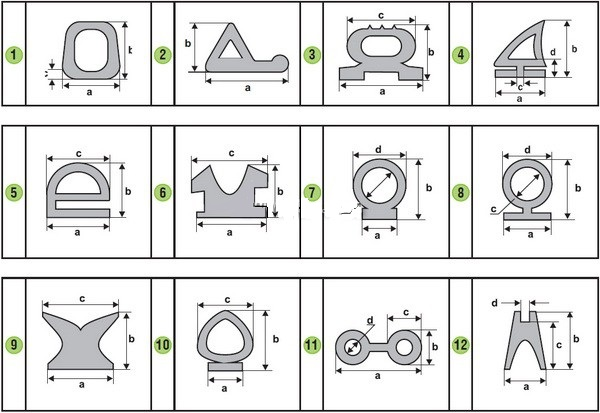 1 c b a
2 b a
3 c b a
4 d b c a
5 c b a
6 c b a
7 d b a
8 d b c a
9 c b a
10 c b a
11 d c b a
12 d c b a